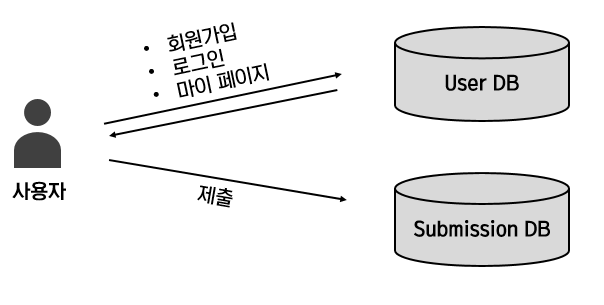 • 회원가입
• 로그인
• 마이 페이지
User DB
사용자
제출
Submission DB